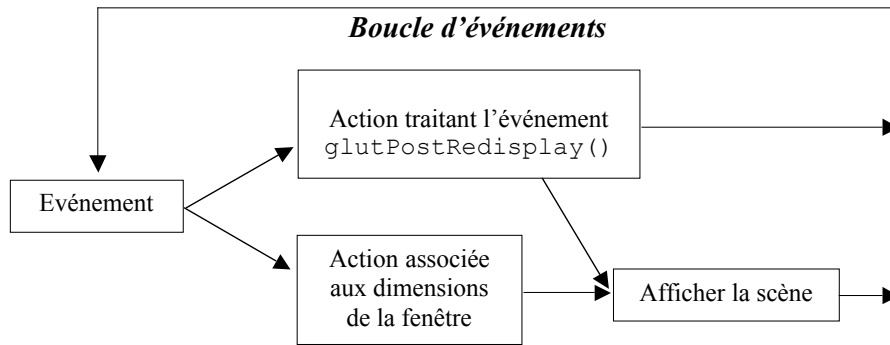 Boucle d’événements
Action traitant l’événement
glutPostRedisplay()
Evénement
Action associée
aux dimensions
de la fenêtre
Afficher la scène